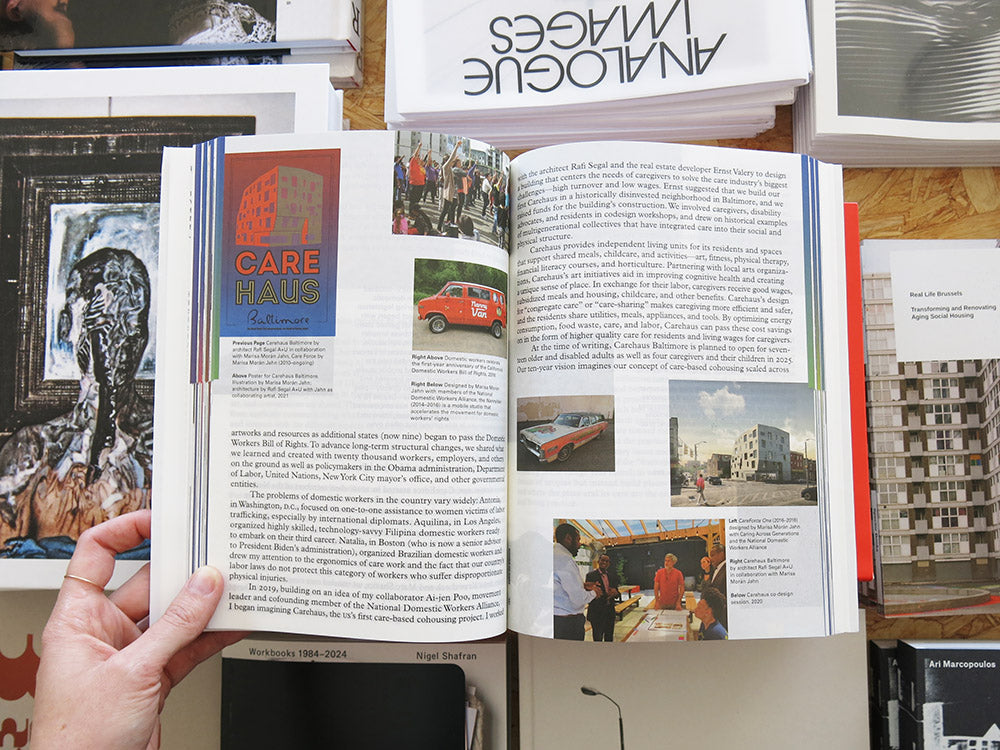 ANALOGUE
IMAGES
CARE
HAUS
Baltimore
Previous Page Carehaus Baltimore by
architect Rafi Segal A+U in collaboration
with Marisa Morán Jahn, Care Force by
Marisa Morán Jahn (2010–ongoing)
Above Poster for Carehaus Baltimore.
Illustration by Marisa Morán Jahn;
architecture by Rafi Segal A+U with Jahn as
collaborating artist, 2021
Nanny
Van
Right Above Domestic workers celebrate
the first-year anniversary of the California
Domestic Workers Bill of Rights,
Right Below Designed by Marisa Morán
Jahn with members of the National
Domestic Workers Alliance, the NannyVan
(2014–2016) is a mobile studio that
accelerates the movement for domestic
workers' rights
artworks and resources as additional states (now nine) began to pass the Domestic
Workers Bill of Rights. To advance long-term structural changes, we shared what
we learned and created with twenty thousand workers, employers, and others
on the ground as well as policymakers in the Obama administration, Department
of Labor, United Nations, New York City mayor's office, and other governmental
entities.
The problems of domestic workers in the country vary widely: Antonia,
in Washington, D.C., focused on one-to-one assistance to women victims of labor
trafficking, especially by international diplomats. Aquilina, in Los Angeles,
organized highly skilled, technology-savvy Filipina domestic workers ready
to embark on their third career. Natalia, in Boston (who is now a senior advisor
to President Biden's administration), organized Brazilian domestic workers and
drew my attention to the ergonomics of care work and the fact that our country's
labor laws do not protect this category of workers who suffer disproportionate
physical injuries.
In 2019, building on an idea of my collaborator Ai-jen Poo, movement
leader and cofounding member of the National Domestic Workers Alliance,
I began imagining Carehaus, the US's first care-based cohousing project. I worked
with the architect Rafi Segal and the real estate developer Ernst Valery to design
a building that centers the needs of caregivers to solve the care industry's biggest
challenges—high turnover and low wages. Ernst suggested that we build our
first Carehaus in a historically disinvested neighborhood in Baltimore, and we
raised funds for the building's construction. We involved caregivers, disability
advocates, and residents in codesign workshops, and drew on historical examples
of multigenerational collectives that have integrated care into their social and
physical structure.
Carehaus provides independent living units for its residents and spaces
that support shared meals, childcare, and activities—art, fitness, physical therapy,
financial literacy courses, and horticulture. Partnering with local arts organiza-
tions, Carehaus's art initiatives aid in improving cognitive health and creating
a unique sense of place. In exchange for their labor, caregivers receive good wages,
subsidized meals and housing, childcare, and other benefits. Carehaus's design
for "congregate care" or "care-sharing" makes caregiving more efficient and safer,
and the residents share utilities, meals, appliances, and tools. By optimizing energy
consumption, food waste, care, and labor, Carehaus can pass these cost savings
on in the form of higher quality care for residents and living wages for caregivers.
At the time of writing, Carehaus Baltimore is planned to open for seven-
teen older and disabled adults as well as four caregivers and their children in 2025.
Our ten-year vision imagines our concept of care-based cohousing scaled across
Left CareForce One (2016–2018)
designed by Marisa Morán Jahn
with Caring Across Generations
and the National Domestic
Workers Alliance
Right Carehaus Baltimore
by architect Rafi Segal A+U
in collaboration with Marisa
Morán Jahn
Below Carehaus co design
session, 2020
Real Life Brussels
Transforming and Renovating
Aging Social Housing
Workbooks 1984–2024
Nigel Shafran
Ari Marcopoulos